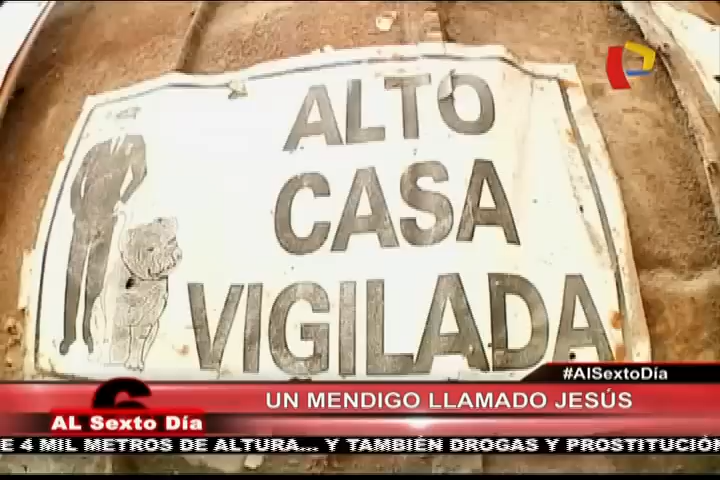 ALTO
CASA
VIGILADA
#AlSextoDía
6
UN MENDIGO LLAMADO JESÚS
AL Sexto Día
E 4 MIL METROS DE ALTURA... Y TAMBIÉN DROGAS Y PROSTITUCIÓN